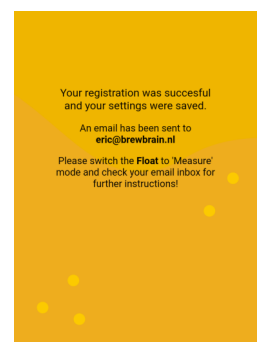 Your registration was succesful
and your settings were saved.
An email has been sent to
eric@brewbrain.nl
Please switch the Float to 'Measure'
mode and check your email inbox for
further instructions!